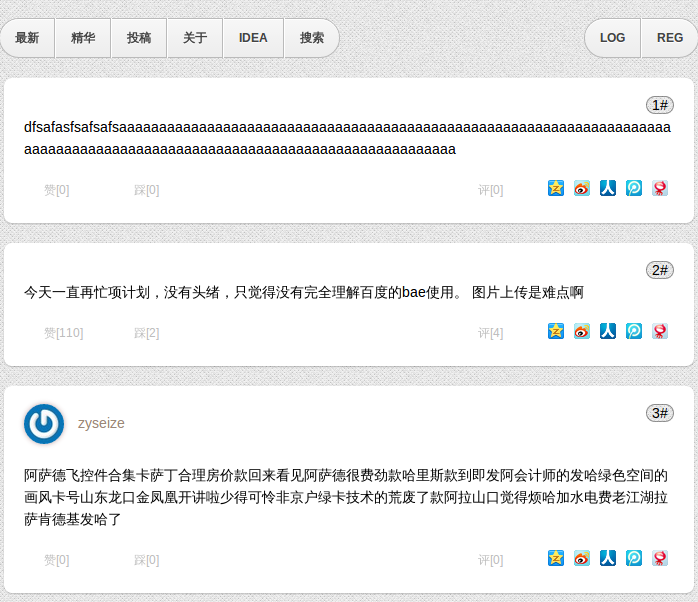 最新 精华 投稿 关于 IDEA 搜索 LOG REG
1#
dfsafasfsafsafsaaaaaaaaaaaaaaaaaaaaaaaaaaaaaaaaaaaaaaaaaaaaaaaaaaaaaaaaaaaaaaaaaaaaa
aaaaaaaaaaaaaaaaaaaaaaaaaaaaaaaaaaaaaaaaaaaaaaaaaaaaaa
赞[0] 踩[0] 评[0]
2#
今天一直再忙项计划，没有头绪，只觉得没有完全理解百度的bae使用。 图片上传是难点啊
赞[110] 踩[2] 评[4]
3#
zyseize
阿萨德飞控件合集卡萨丁合理房价款回来看见阿萨德很费劲款哈里斯款到即发阿会计师的发哈绿色空间的
画风卡号山东龙口金凤凰开讲啦少得可怜非京户绿卡技术的荒废了款阿拉山口觉得烦哈加水电费老江湖拉
萨肯德基发哈了
赞[0] 踩[0] 评[0]